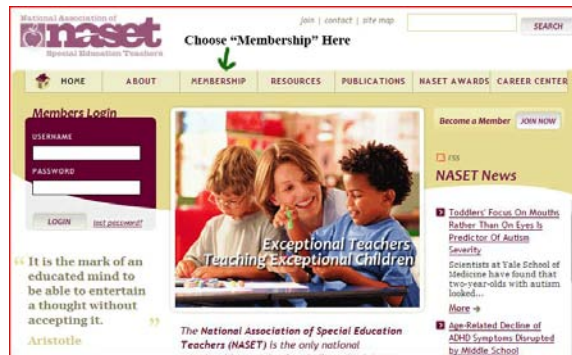 National Association of
naset
Special Education Teachers
join | contact | site map
SEARCH
Choose “Membership” Here
HOME
ABOUT
MEMBERSHIP
RESOURCES
PUBLICATIONS
NASET AWARDS
CAREER CENTER
Members Login
USERNAME
PASSWORD
LOGIN
lost password?
“ It is the mark of an
educated mind to
be able to entertain
a thought without
accepting it. ”
Aristotle
Exceptional Teachers
Teaching Exceptional Children
The National Association of Special Education
Teachers (NASET) is the only national
Become a Member
JOIN NOW
RSS
NASET News
Toddlers' Focus On Mouths
Rather Than On Eyes Is
Predictor Of Autism
Severity
Scientists at Yale School of
Medicine have found that
two-year-olds with autism
looked...
More
Age-Related Decline of
ADHD Symptoms Disrupted
by Middle School